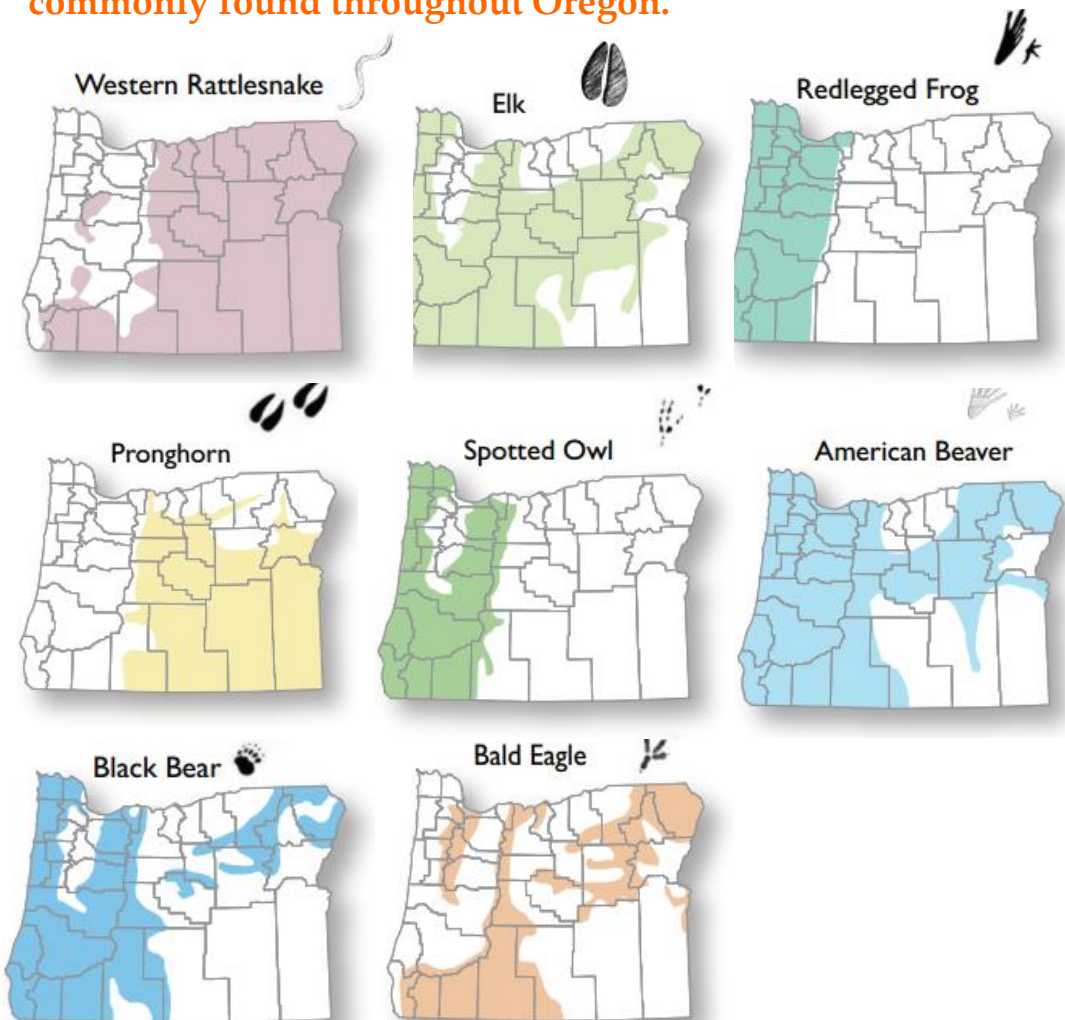 commonly found throughout Oregon.
Western Rattlesnake
Elk
Redlegged Frog
Pronghorn
Spotted Owl
American Beaver
Black Bear
Bald Eagle